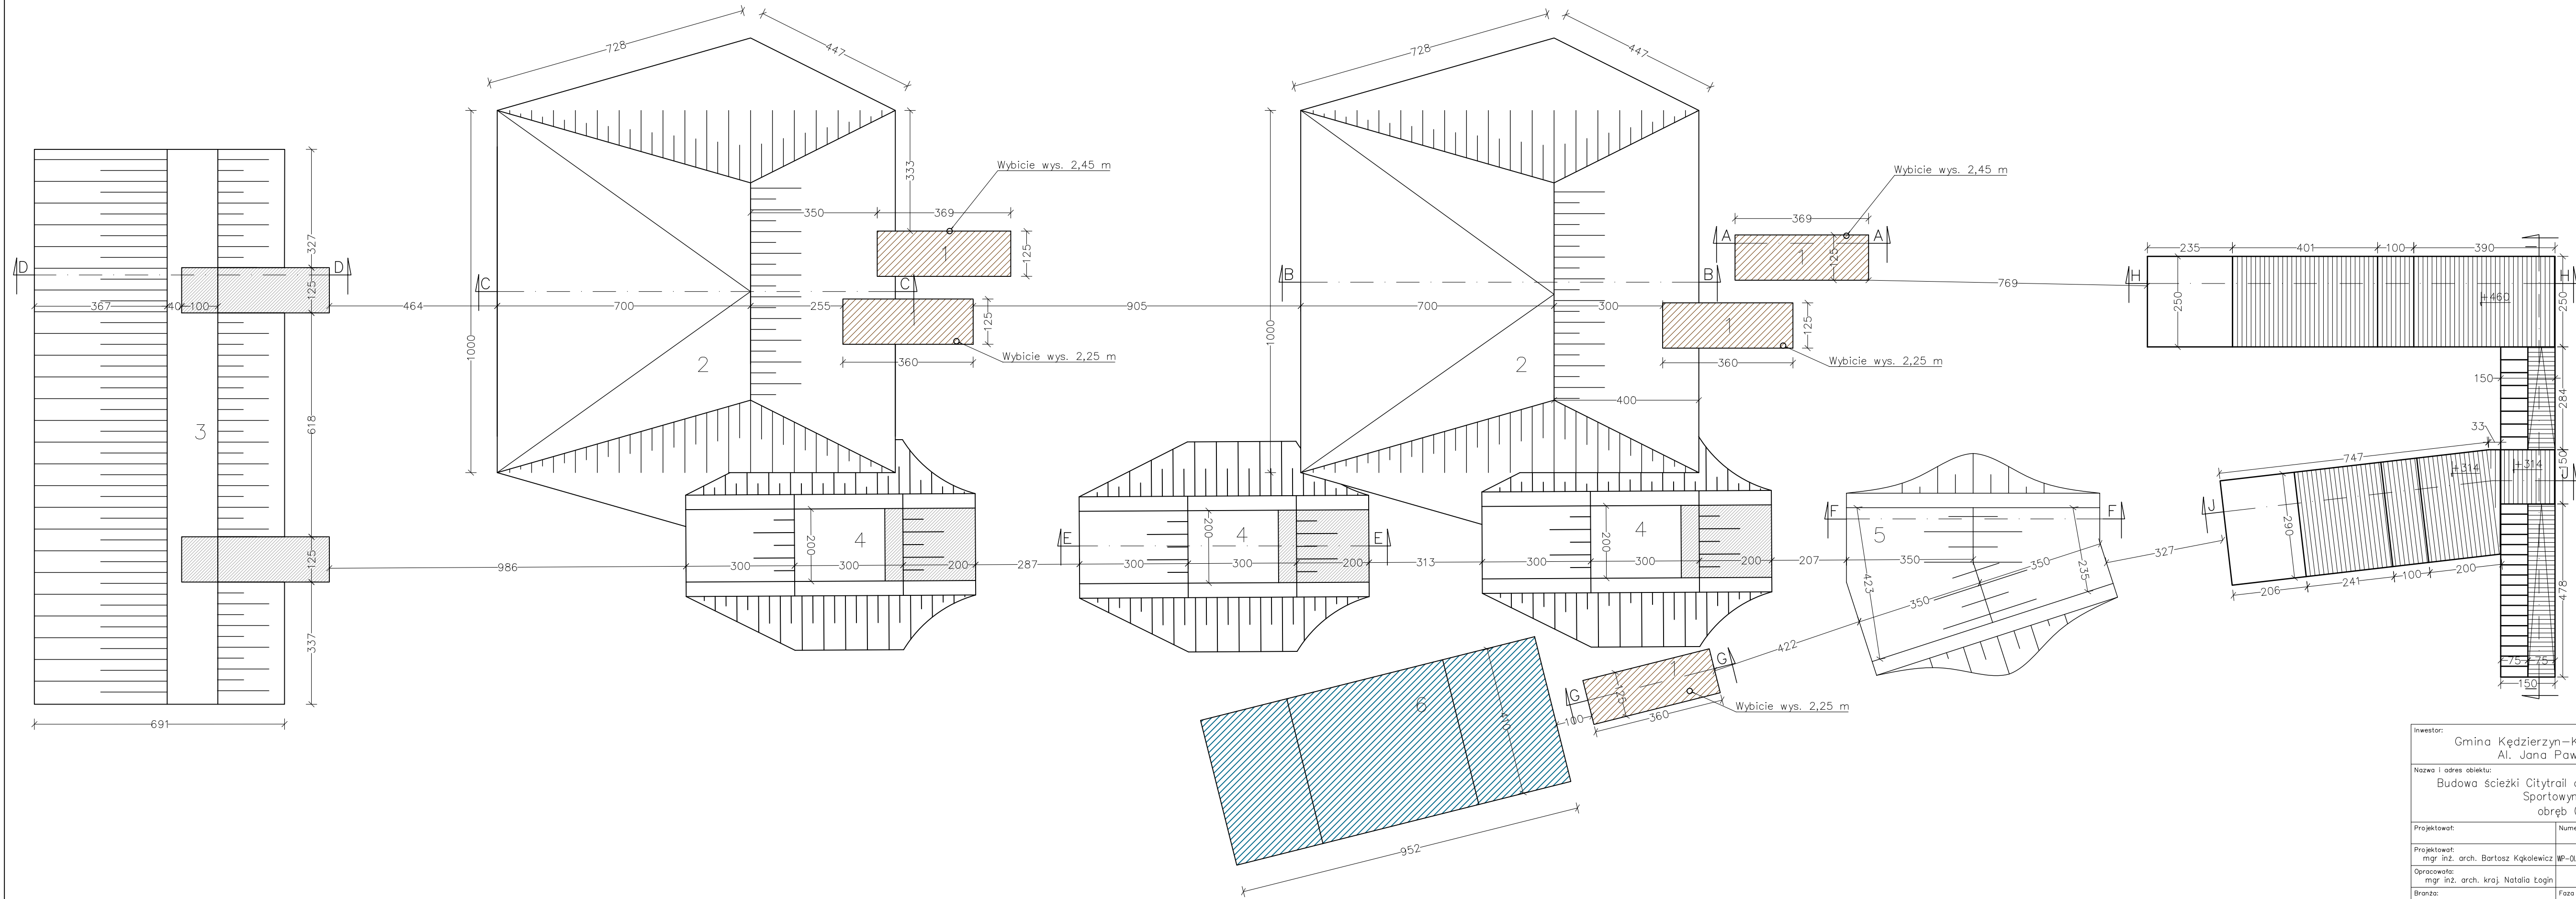 728
447
728
447
Wybicie wys. 2,45 m
Wybicie wys. 2,45 m
333
350
369
369
1
125
A
A
1
125
327
D
D
C
C
B
B
125
367
40
100
464
700
255
125
905
700
300
1
125
769
H
H
235
401
100
390
250
+460
250
1000
360
Wybicie wys. 2,25 m
1000
360
Wybicie wys. 2,25 m
2
2
400
150
284
3
618
33
747
+314
+314
150
J
J
290
206
241
100
200
478
75
75
150
125
337
691
986
200
4
300
300
200
287
E
E
200
4
300
300
200
313
200
4
300
300
200
207
F
F
5
350
350
235
423
350
327
422
G
G
1
125
360
100
Wybicie wys. 2,25 m
6
410
952
Inwestor:
Gmina Kędzierzyn-K
Al. Jana Paw
Nazwa i adres obiektu:
Budowa ścieżki Citytrail
Sportowyn
obręb
Projektował:
Nume
Projektował:
mgr inż. arch. Bartosz Kąkolewicz
WP-OL
Opracowała:
mgr inż. arch. kraj. Natalia Łogin
Branża:
Faza